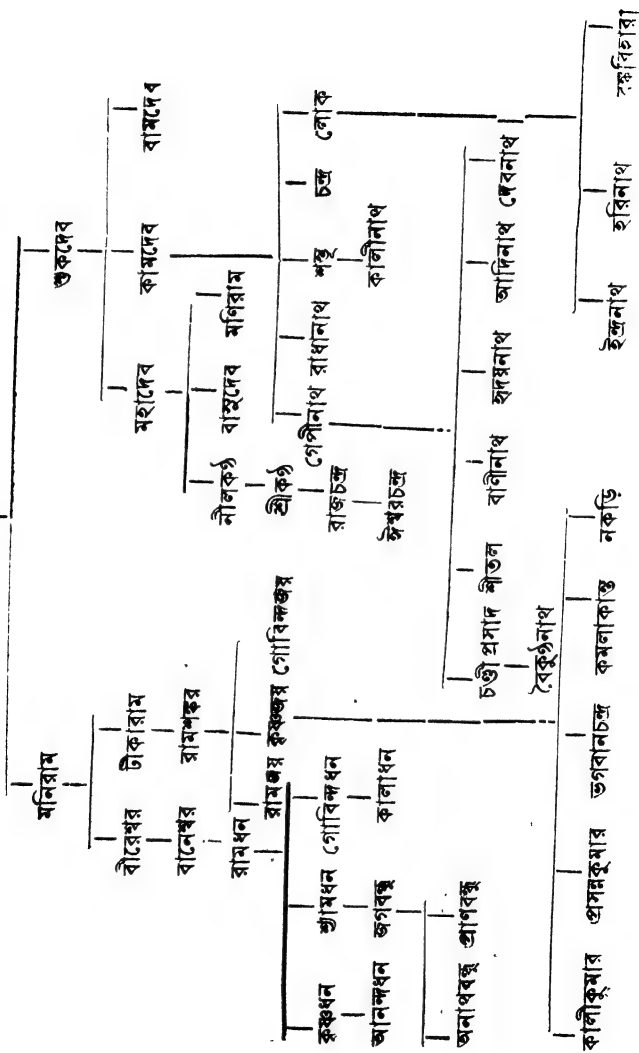 মনিরাম শুকদেব
বীরেশ্বর টীকারাম মহাদেব কামদেব বামদেব
বানেশ্বর রামশঙ্কর নীলকণ্ঠ বাসুদেব মণিরাম
রামধন রামজয় কৃষ্ণজয় গোবিন্দজয় শ্রীকণ্ঠ গোপীনাথ রাধানাথ শম্ভু চন্দ্র লোক
কৃষ্ণধন শ্যামধন গোবিন্দধন রাজচন্দ্র কালীনাথ
আনন্দধন জগবন্ধু কালাধন ঈশ্বরচন্দ্র
অনাথবন্ধু প্রাণবন্ধু চণ্ডীপ্রসাদ শীতল বাণীনাথ হৃদয়নাথ আদিনাথ দেবনাথ
বৈকুণ্ঠনাথ
কালীকুমার প্রসন্নকুমার ভগবানচন্দ্র কমলাকান্ত নকড়ি ইন্দ্রনাথ হরিনাথ